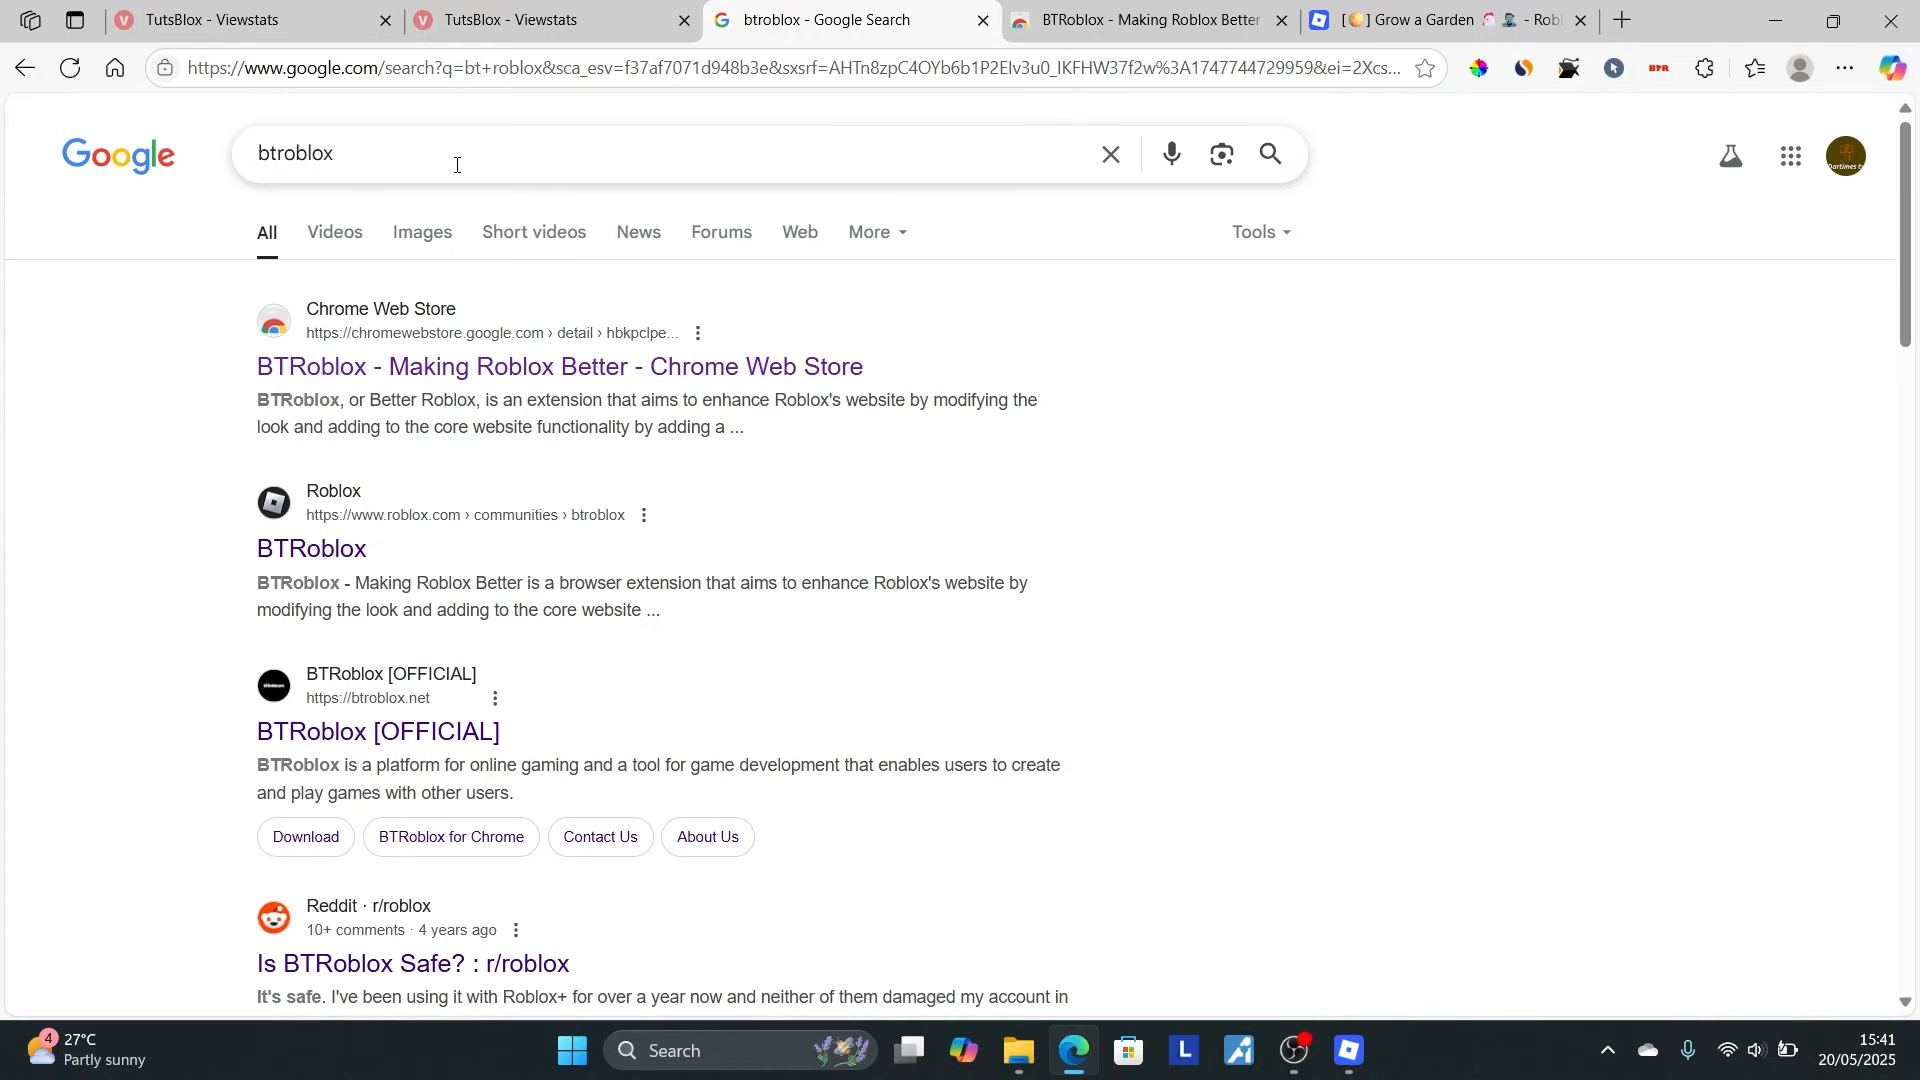 TutsBlox - Viewstats
TutsBlox - Viewstats
btroblox - Google Search
BTRoblox - Making Roblox Better
[ ] Grow a Garden - Rob
https://www.google.com/search?q=bt+roblox&sca_esv=f37af7071d948b3e&sxsrf=AHTn8zpC4OYb6b1P2EIv3u0_IKFHW37f2w%3A1747744729959&ei=2Xcs...
BTR
Google
btroblox
Dartimes t
All Videos Images Short videos News Forums Web More Tools
Chrome Web Store
https://chromewebstore.google.com › detail › hbkpclpe...
BTRoblox - Making Roblox Better - Chrome Web Store
BTRoblox, or Better Roblox, is an extension that aims to enhance Roblox's website by modifying the
look and adding to the core website functionality by adding a ...
Roblox
https://www.roblox.com › communities › btroblox
BTRoblox
BTRoblox - Making Roblox Better is a browser extension that aims to enhance Roblox's website by
modifying the look and adding to the core website ...
BTRoblox [OFFICIAL]
https://btroblox.net
BTRoblox [OFFICIAL]
BTRoblox is a platform for online gaming and a tool for game development that enables users to create
and play games with other users.
Download BTRoblox for Chrome Contact Us About Us
Reddit · r/roblox
10+ comments · 4 years ago
Is BTRoblox Safe? : r/roblox
It's safe. I've been using it with Roblox+ for over a year now and neither of them damaged my account in
4
27°C
Partly sunny
Search
L
15:41
20/05/2025